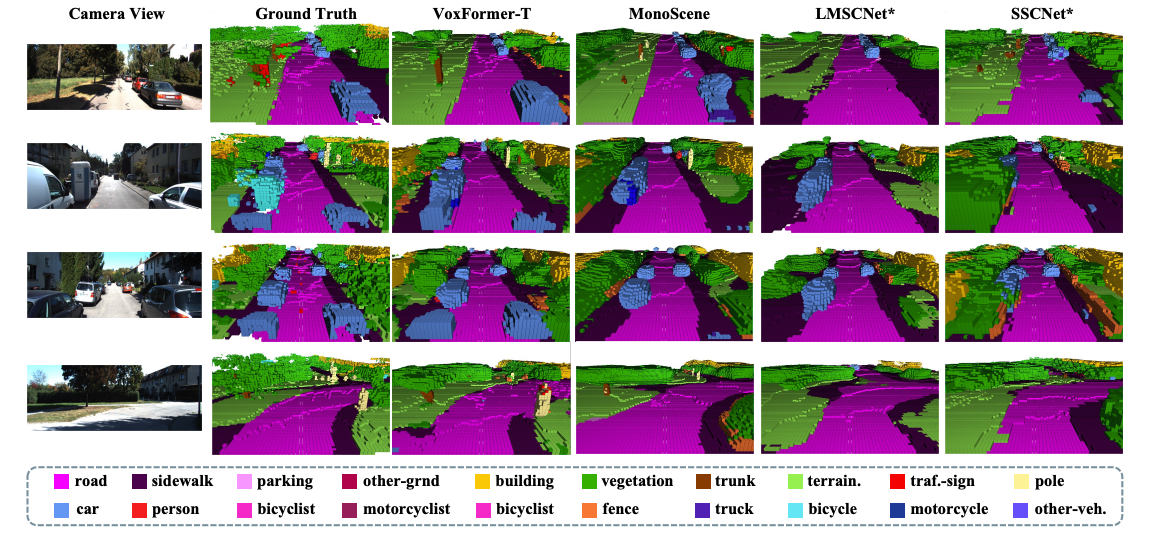 Camera View Ground Truth VoxFormer-T MonoScene LMSCNet* SSCNet*
road sidewalk parking other-grnd building vegetation trunk terrain. traf.-sign pole
car person bicyclist motorcyclist bicyclist fence truck bicycle motorcycle other-veh.